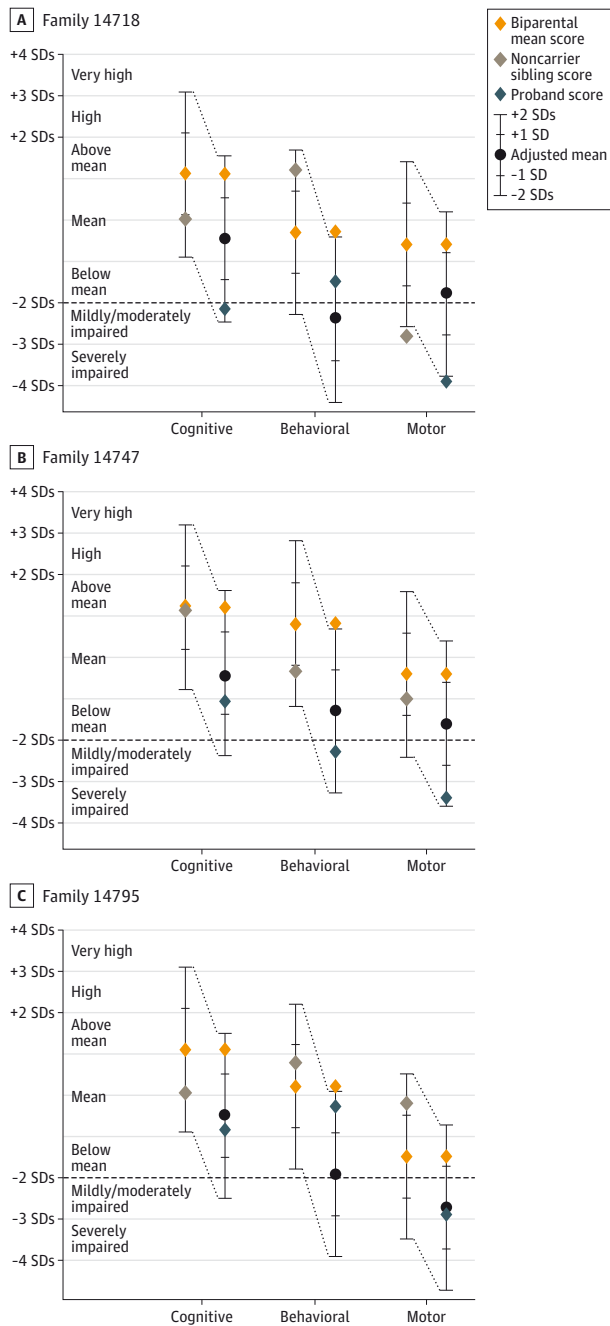 A Family 14718
+4 SDs
Very high
+3 SDs
High
+2 SDs
Above
mean
Mean
Below
mean
−2 SDs
Mildly/moderately
impaired
−3 SDs
Severely
impaired
−4 SDs
Cognitive Behavioral Motor
Biparental
mean score
Noncarrier
sibling score
Proband score
+2 SDs
+1 SD
Adjusted mean
−1 SD
−2 SDs
B Family 14747
+4 SDs
Very high
+3 SDs
High
+2 SDs
Above
mean
Mean
Below
mean
−2 SDs
Mildly/moderately
impaired
−3 SDs
Severely
impaired
−4 SDs
Cognitive Behavioral Motor
C Family 14795
+4 SDs
Very high
+3 SDs
High
+2 SDs
Above
mean
Mean
Below
mean
−2 SDs
Mildly/moderately
impaired
−3 SDs
Severely
impaired
−4 SDs
Cognitive Behavioral Motor